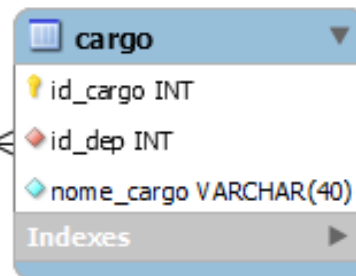 cargo
id_cargo INT
id_dep INT
nome_cargo VARCHAR(40)
Indexes